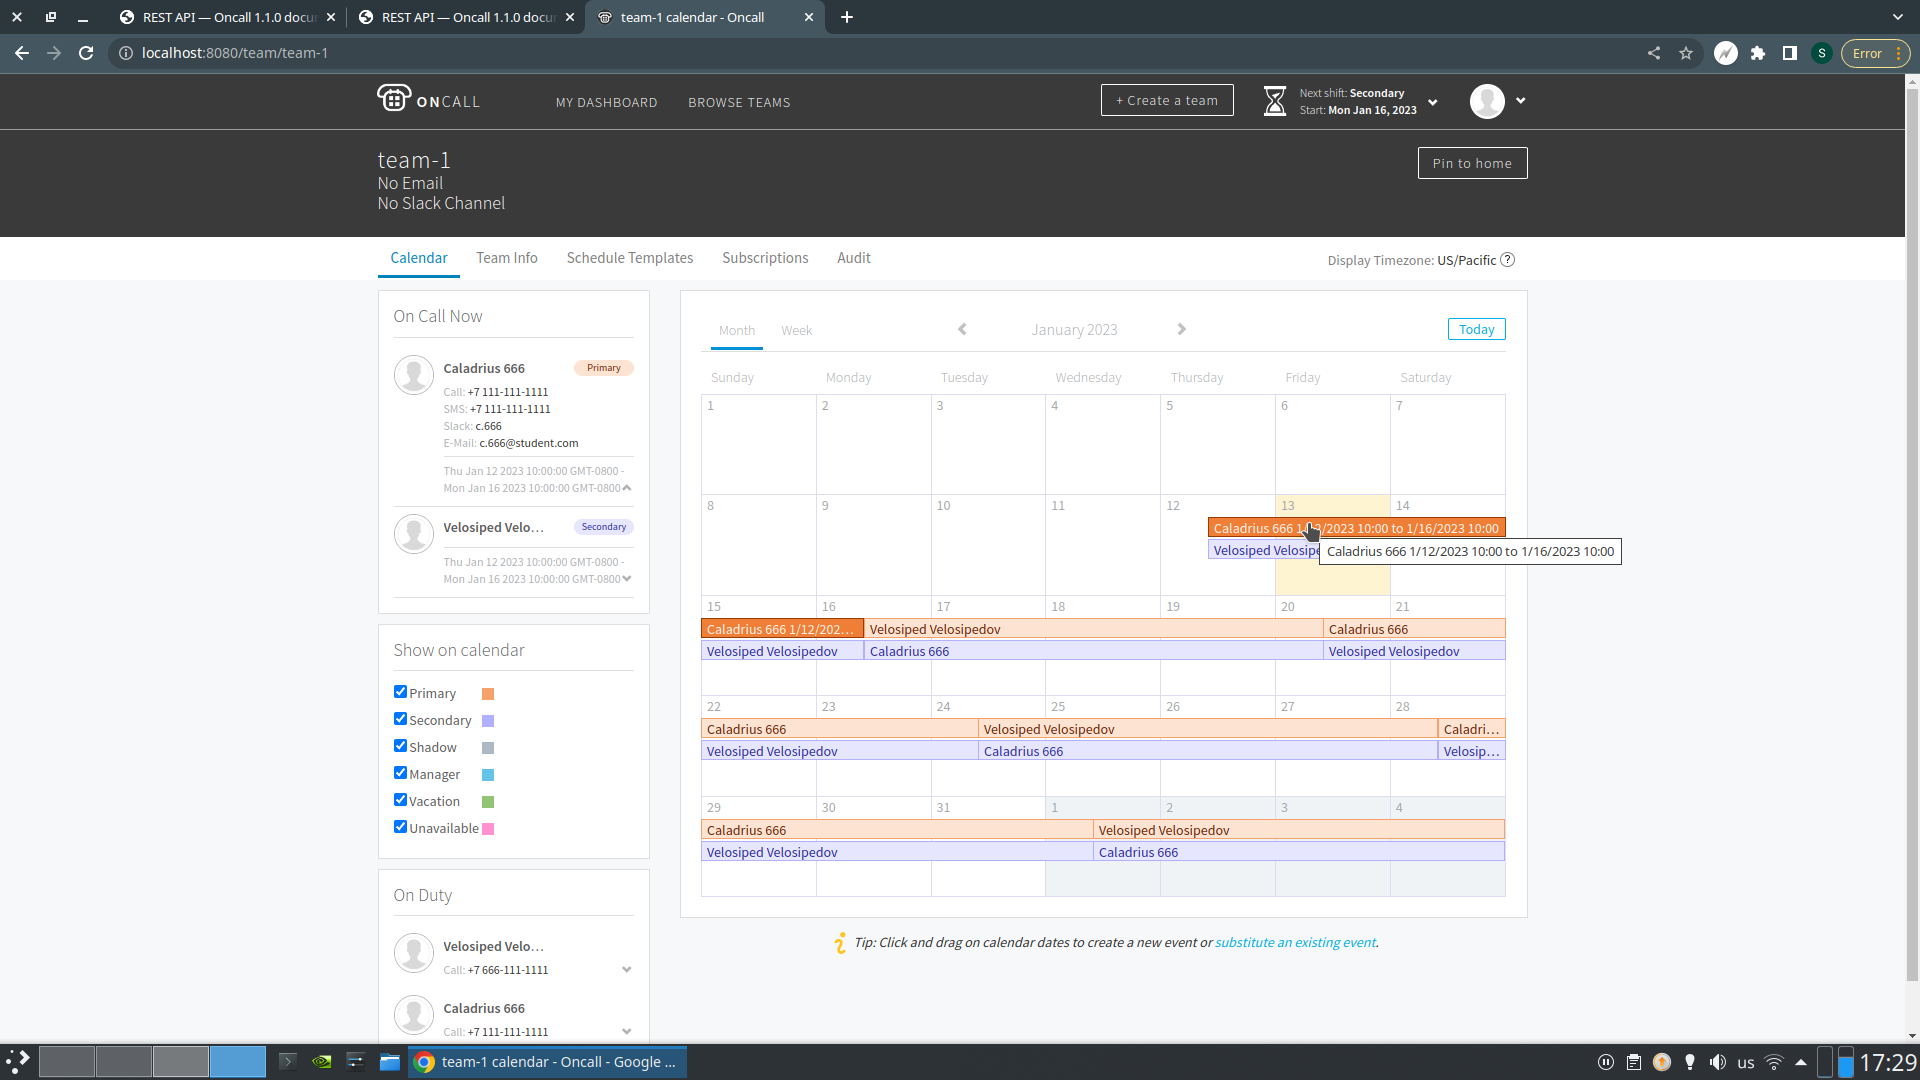 REST API — Oncall 1.1.0 docu
REST API — Oncall 1.1.0 docu
team-1 calendar - Oncall
localhost:8080/team/team-1
S
Error
ONCALL
MY DASHBOARD
BROWSE TEAMS
+ Create a team
Next shift: Secondary
Start: Mon Jan 16, 2023
team-1
No Email
No Slack Channel
Pin to home
Calendar
Team Info
Schedule Templates
Subscriptions
Audit
Display Timezone: US/Pacific ?
On Call Now
Caladrius 666
Primary
Call: +7 111-111-1111
SMS: +7 111-111-1111
Slack: c.666
E-Mail: c.666@student.com
Thu Jan 12 2023 10:00:00 GMT-0800 -
Mon Jan 16 2023 10:00:00 GMT-0800
Velosiped Velo...
Secondary
Thu Jan 12 2023 10:00:00 GMT-0800 -
Mon Jan 16 2023 10:00:00 GMT-0800
Show on calendar
Primary
Secondary
Shadow
Manager
Vacation
Unavailable
On Duty
Velosiped Velo...
Call: +7 666-111-1111
Caladrius 666
Call: +7 111-111-1111
Month
Week
January 2023
Today
Sunday Monday Tuesday Wednesday Thursday Friday Saturday
1 2 3 4 5 6 7
8 9 10 11 12 13 14
Caladrius 666 1/12/2023 10:00 to 1/16/2023 10:00
Velosiped Velosipe
Caladrius 666 1/12/2023 10:00 to 1/16/2023 10:00
15 16 17 18 19 20 21
Caladrius 666 1/12/202... Velosiped Velosipedov Caladrius 666
Velosiped Velosipedov Caladrius 666 Velosiped Velosipedov
22 23 24 25 26 27 28
Caladrius 666 Velosiped Velosipedov Caladri...
Velosiped Velosipedov Caladrius 666 Velosip...
29 30 31 1 2 3 4
Caladrius 666 Velosiped Velosipedov
Velosiped Velosipedov Caladrius 666
Tip: Click and drag on calendar dates to create a new event or substitute an existing event.
team-1 calendar - Oncall - Google ...
us
17:29